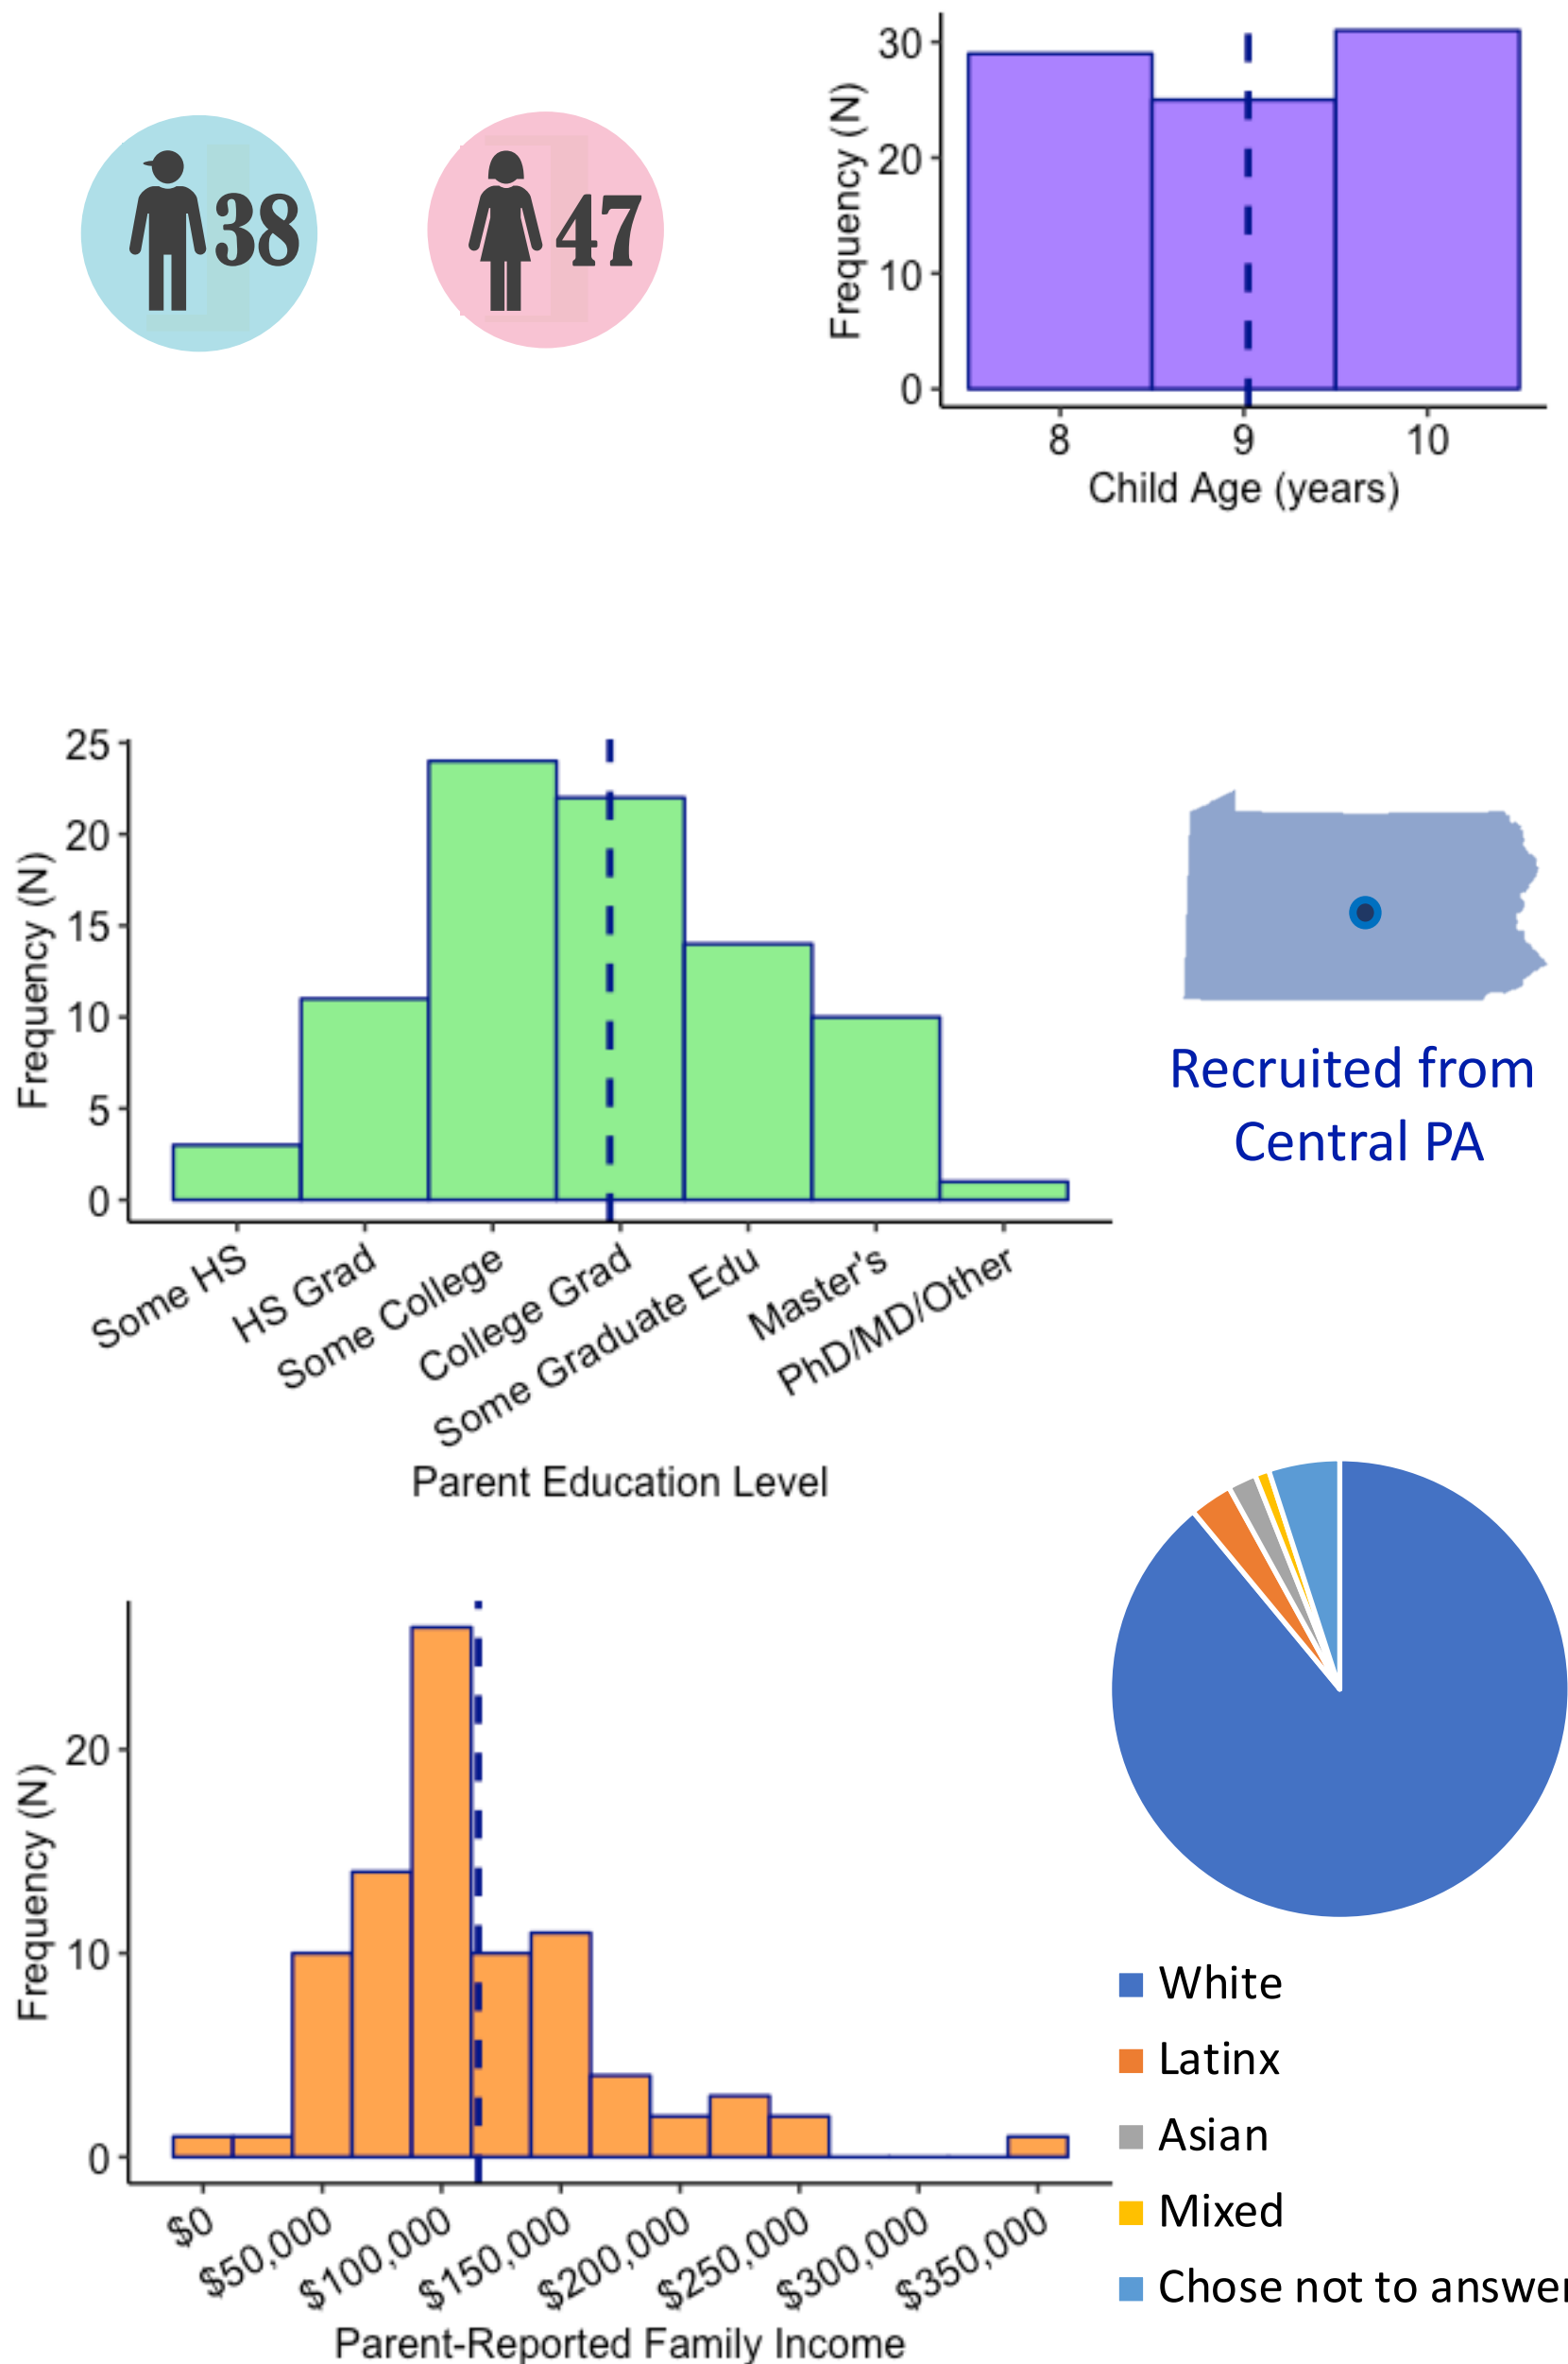 38
47
Frequency (N)
30
20
10
0
8 9 10
Child Age (years)
Frequency (N)
25
20
15
10
5
0
Some HS
HS Grad
Some College
College Grad
Some Graduate Edu
Master's
PhD/MD/Other
Parent Education Level
Recruited from
Central PA
Frequency (N)
20
10
0
$0
$50,000
$100,000
$150,000
$200,000
$250,000
$300,000
$350,000
Parent-Reported Family Income
White
Latinx
Asian
Mixed
Chose not to answer